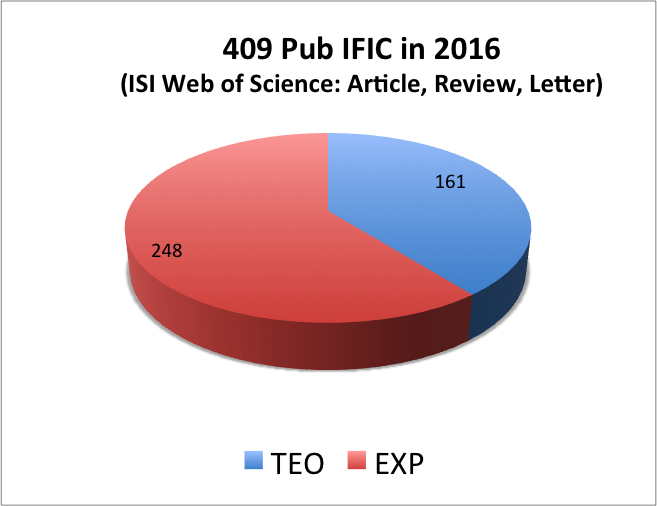 409 Pub IFIC in 2016
(ISI Web of Science: Article, Review, Letter)
161
248
TEO EXP